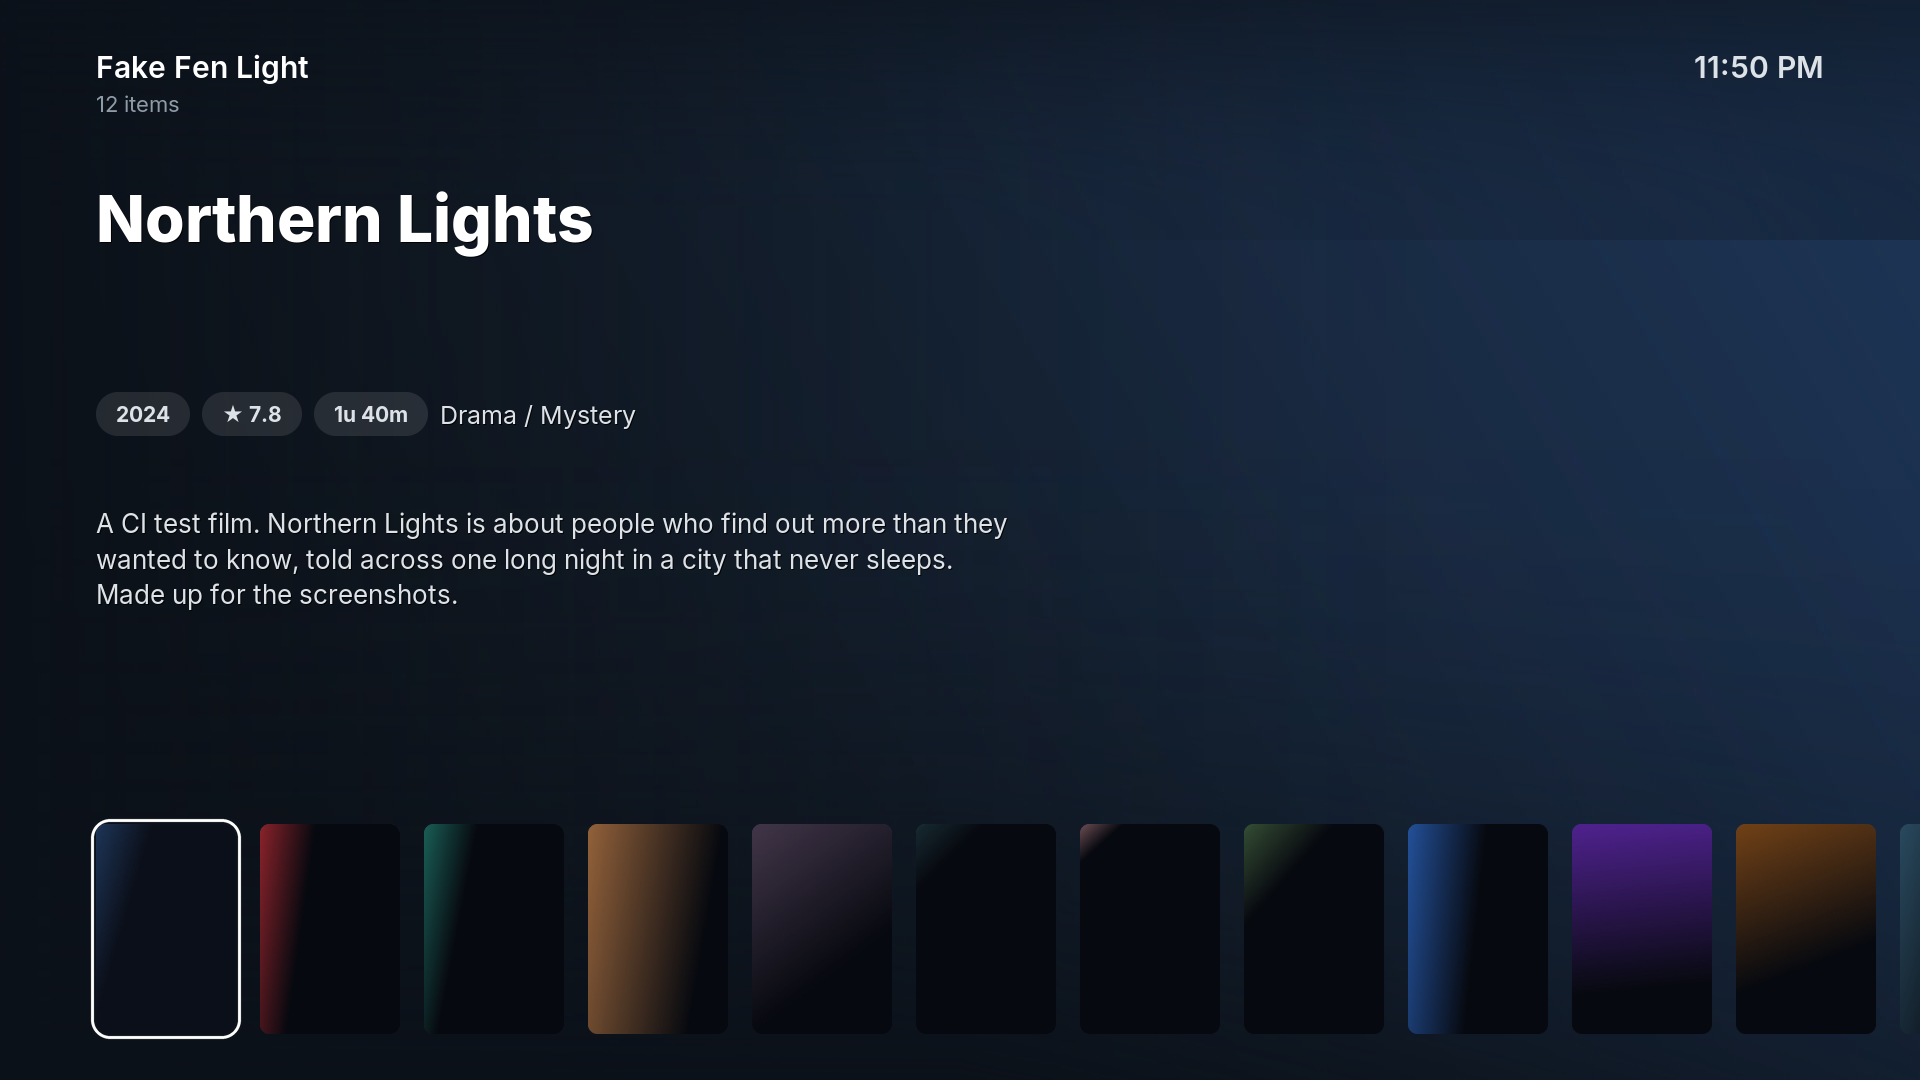 Fake Fen Light
11:50 PM
12 items
Northern Lights
2024 ★ 7.8 1u 40m Drama / Mystery
A CI test film. Northern Lights is about people who find out more than they
wanted to know, told across one long night in a city that never sleeps.
Made up for the screenshots.